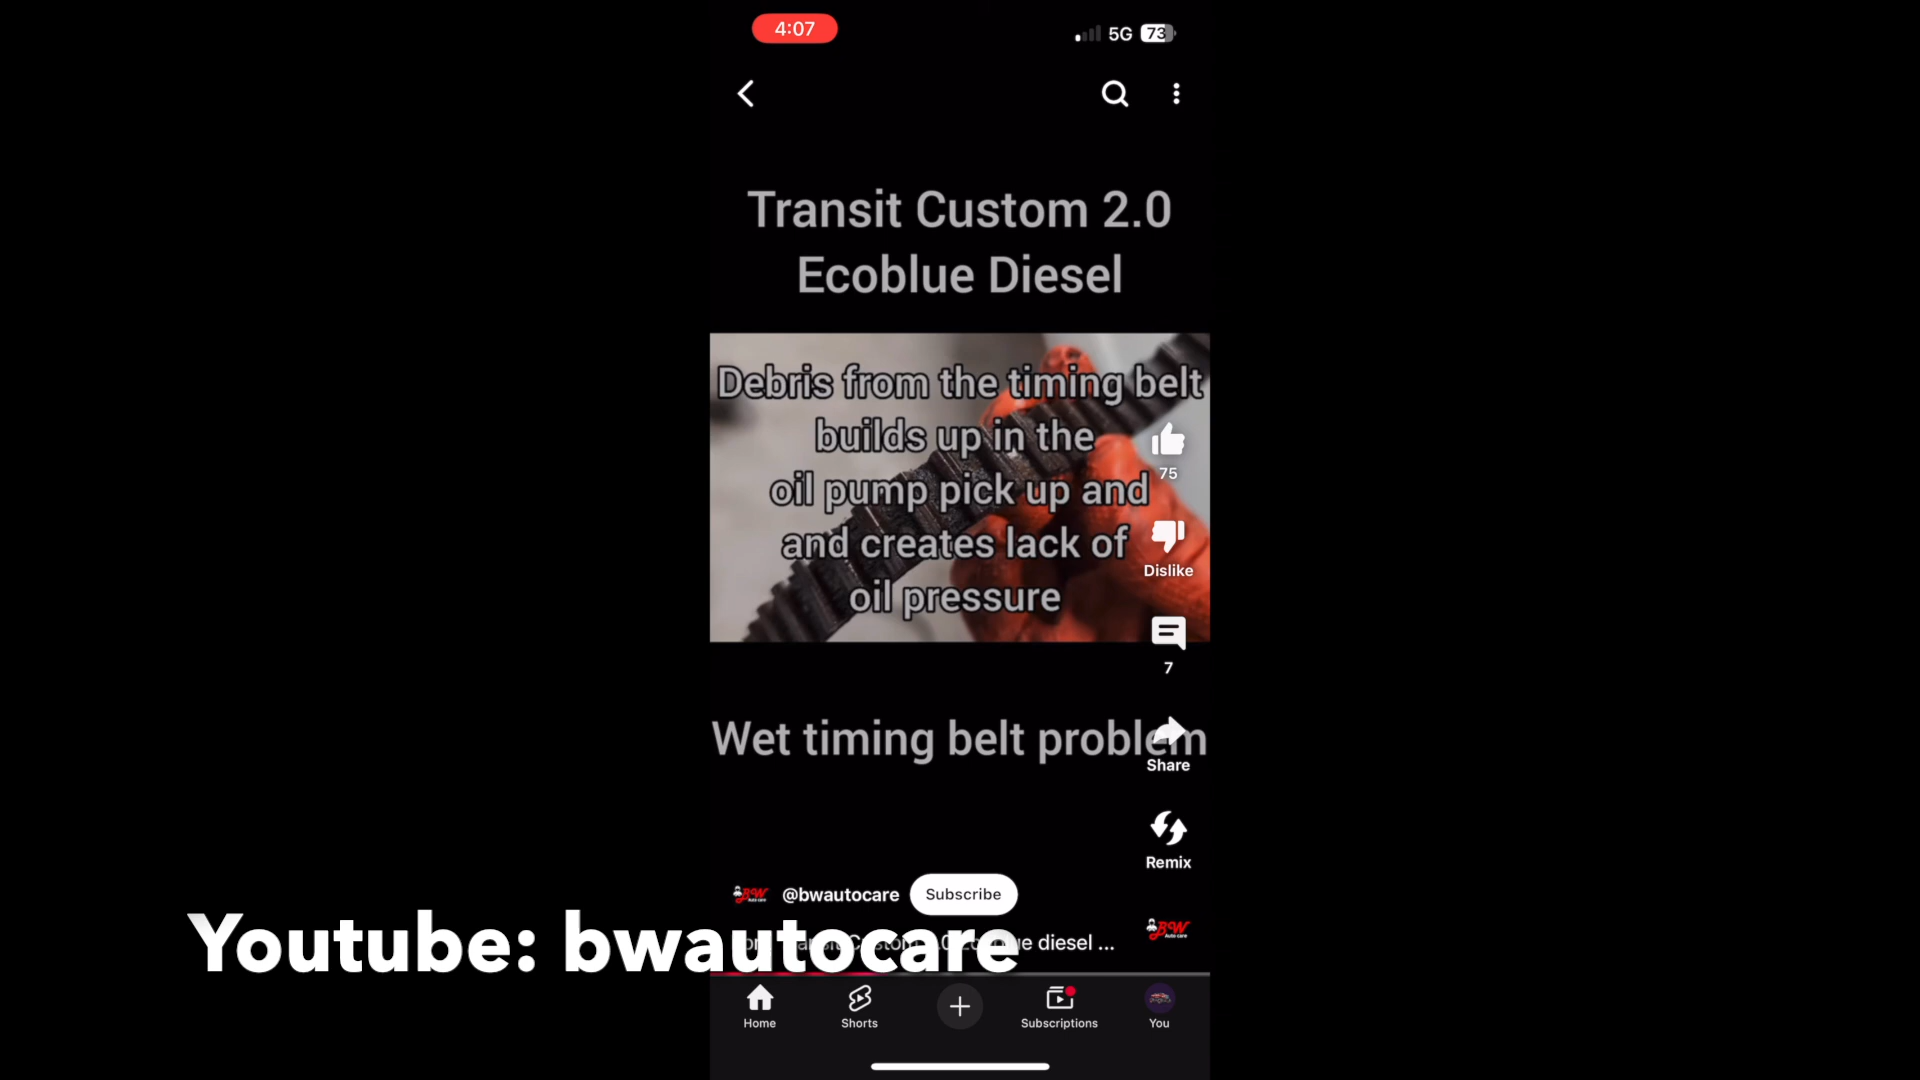 4:07
5G 73
Transit Custom 2.0
Ecoblue Diesel
Debris from the timing belt
builds up in the
oil pump pick up and
and creates lack of
oil pressure
75
Dislike
7
Wet timing belt problem
Share
Remix
BW @bwautocare Subscribe
BW
diesel ...
Youtube: bwautocare
Home Shorts Subscriptions You